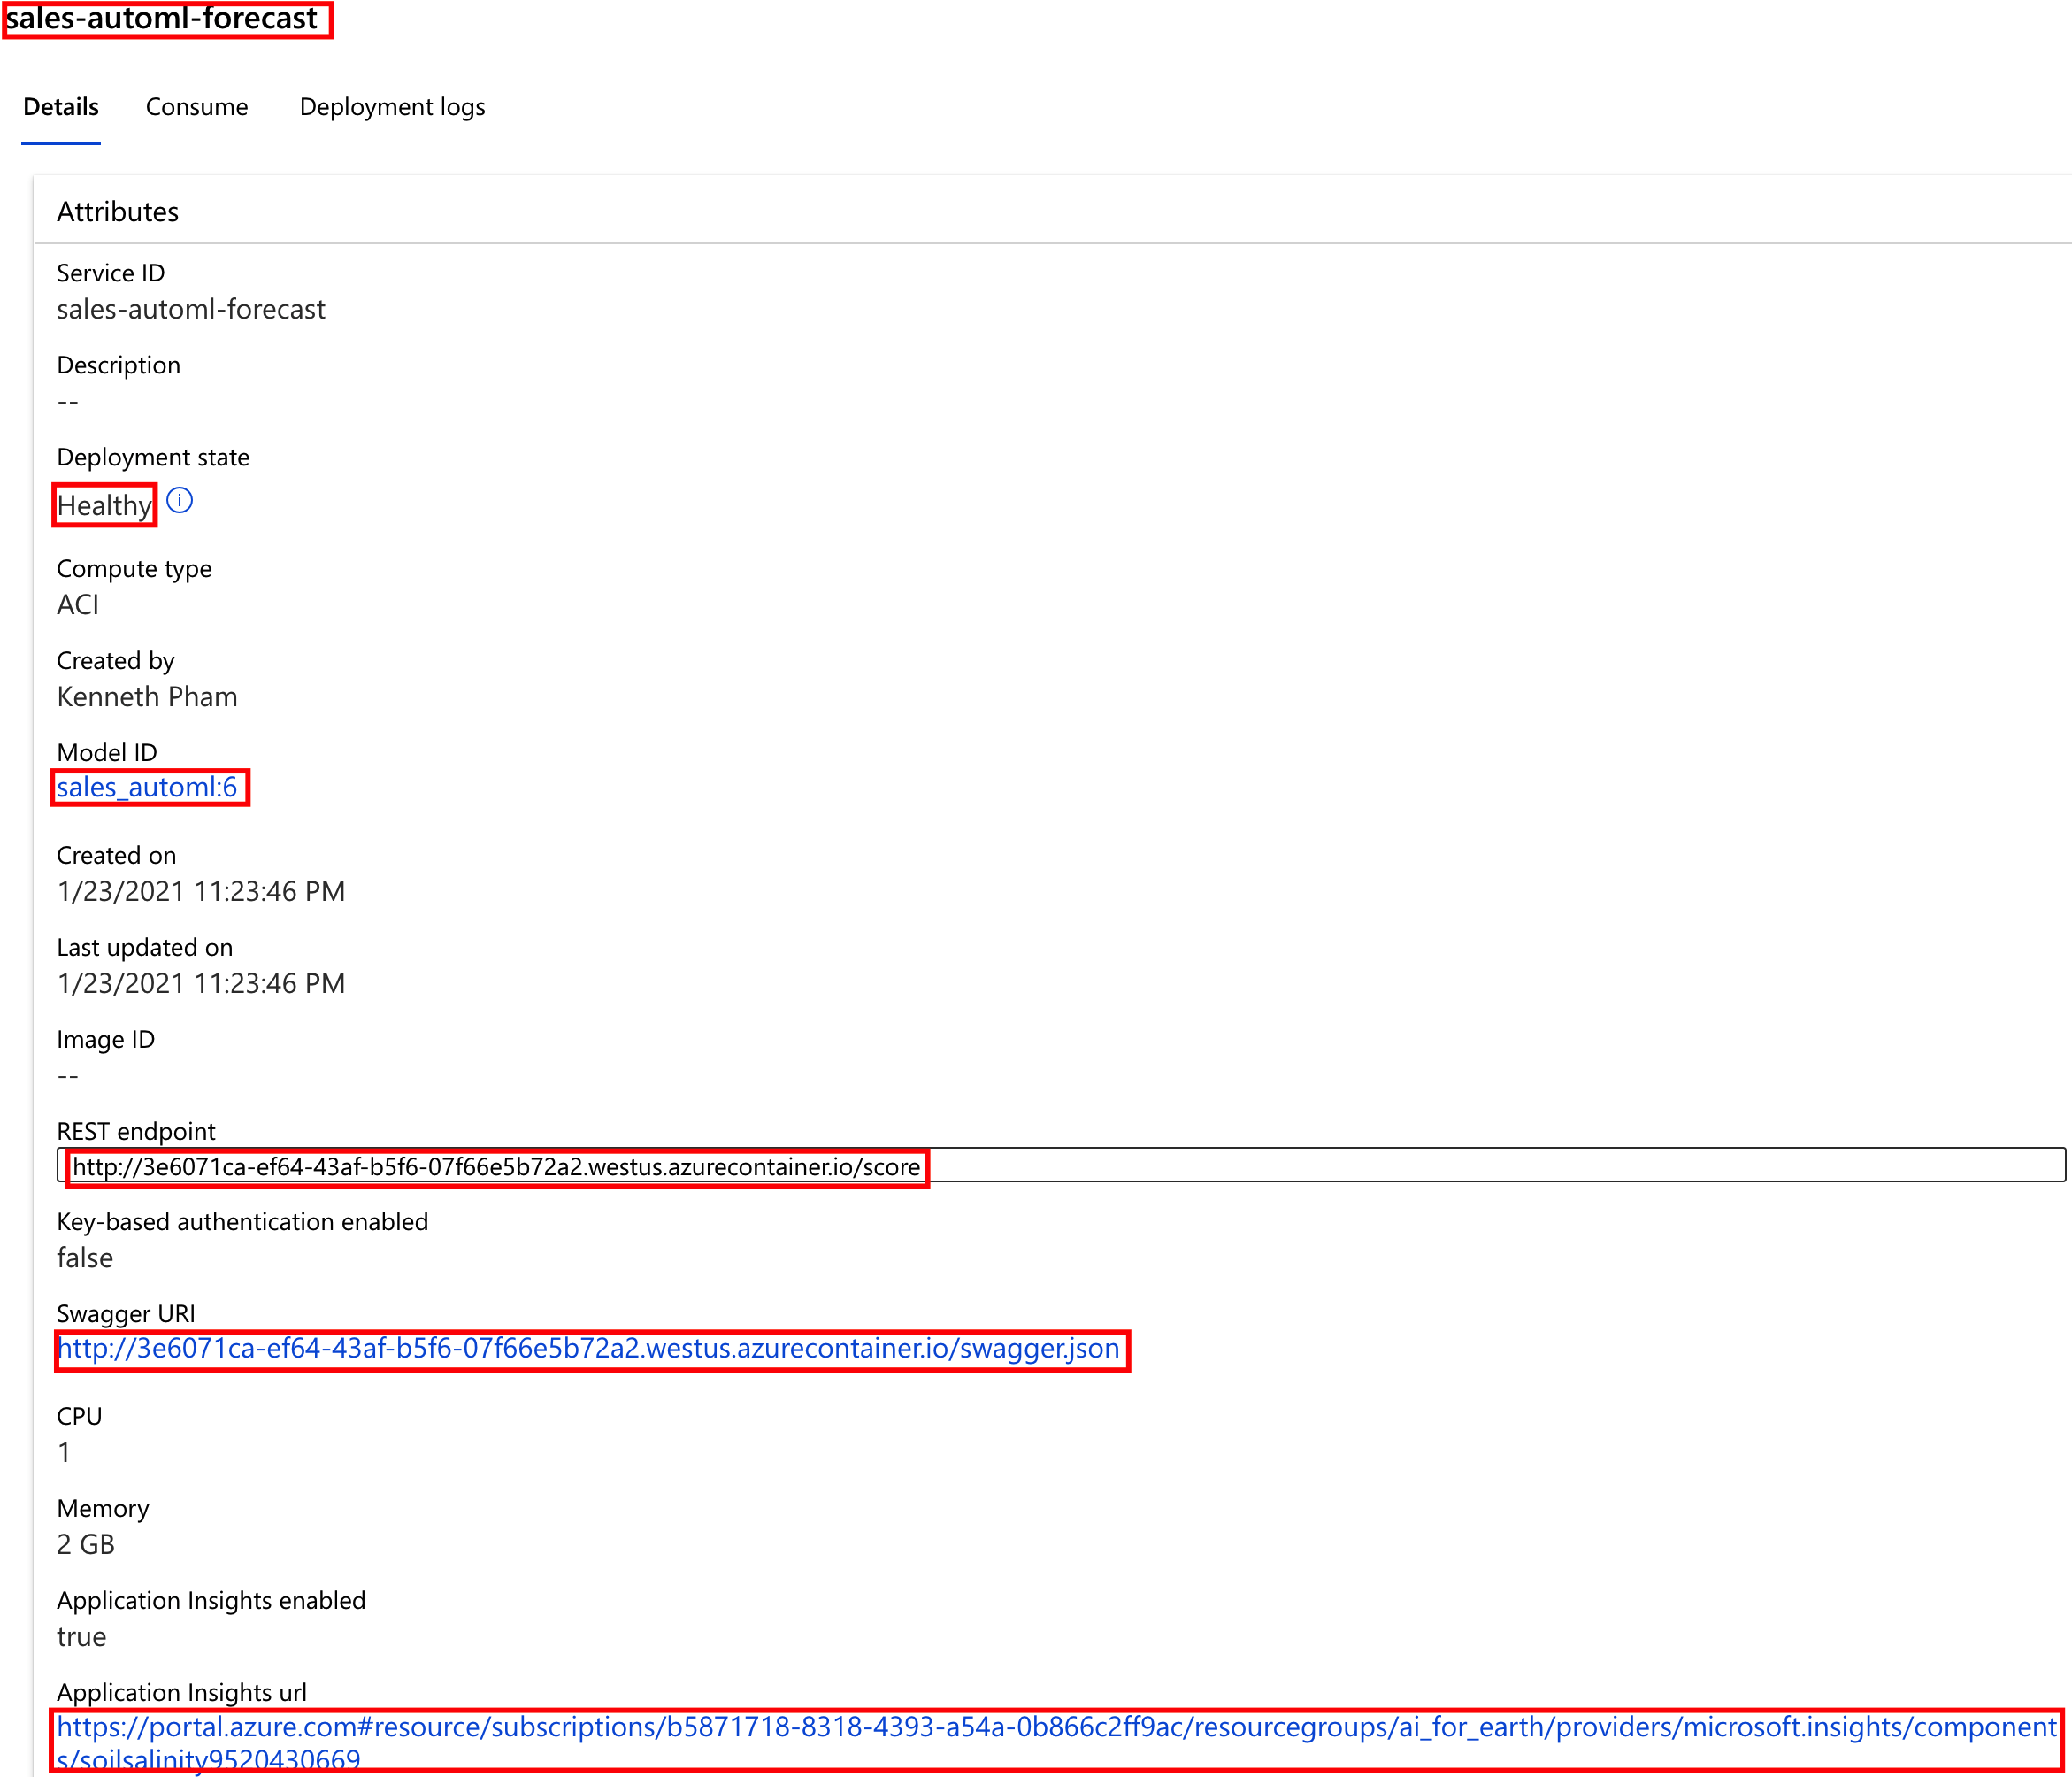 sales-automl-forecast
Details Consume Deployment logs
Attributes
Service ID
sales-automl-forecast
Description
--
Deployment state
Healthy
Compute type
ACI
Created by
Kenneth Pham
Model ID
sales_automl:6
Created on
1/23/2021 11:23:46 PM
Last updated on
1/23/2021 11:23:46 PM
Image ID
--
REST endpoint
http://3e6071ca-ef64-43af-b5f6-07f66e5b72a2.westus.azurecontainer.io/score
Key-based authentication enabled
false
Swagger URI
http://3e6071ca-ef64-43af-b5f6-07f66e5b72a2.westus.azurecontainer.io/swagger.json
CPU
1
Memory
2 GB
Application Insights enabled
true
Application Insights url
https://portal.azure.com#resource/subscriptions/b5871718-8318-4393-a54a-0b866c2ff9ac/resourcegroups/ai_for_earth/providers/microsoft.insights/component
s/soilsalinity9520430669